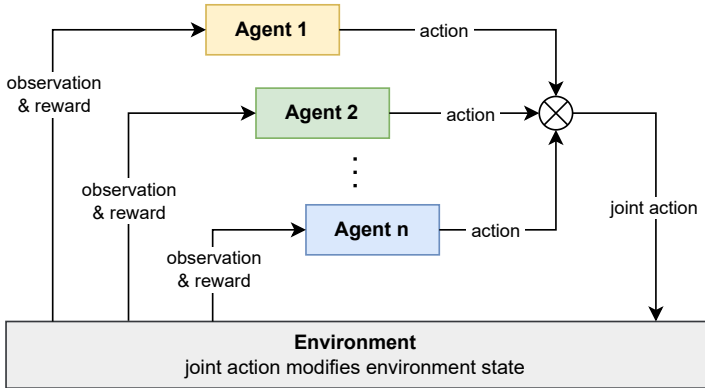 Agent 1
action
observation
& reward
Agent 2
action
observation
& reward
Agent n
action
joint action
observation
& reward
Environment
joint action modifies environment state